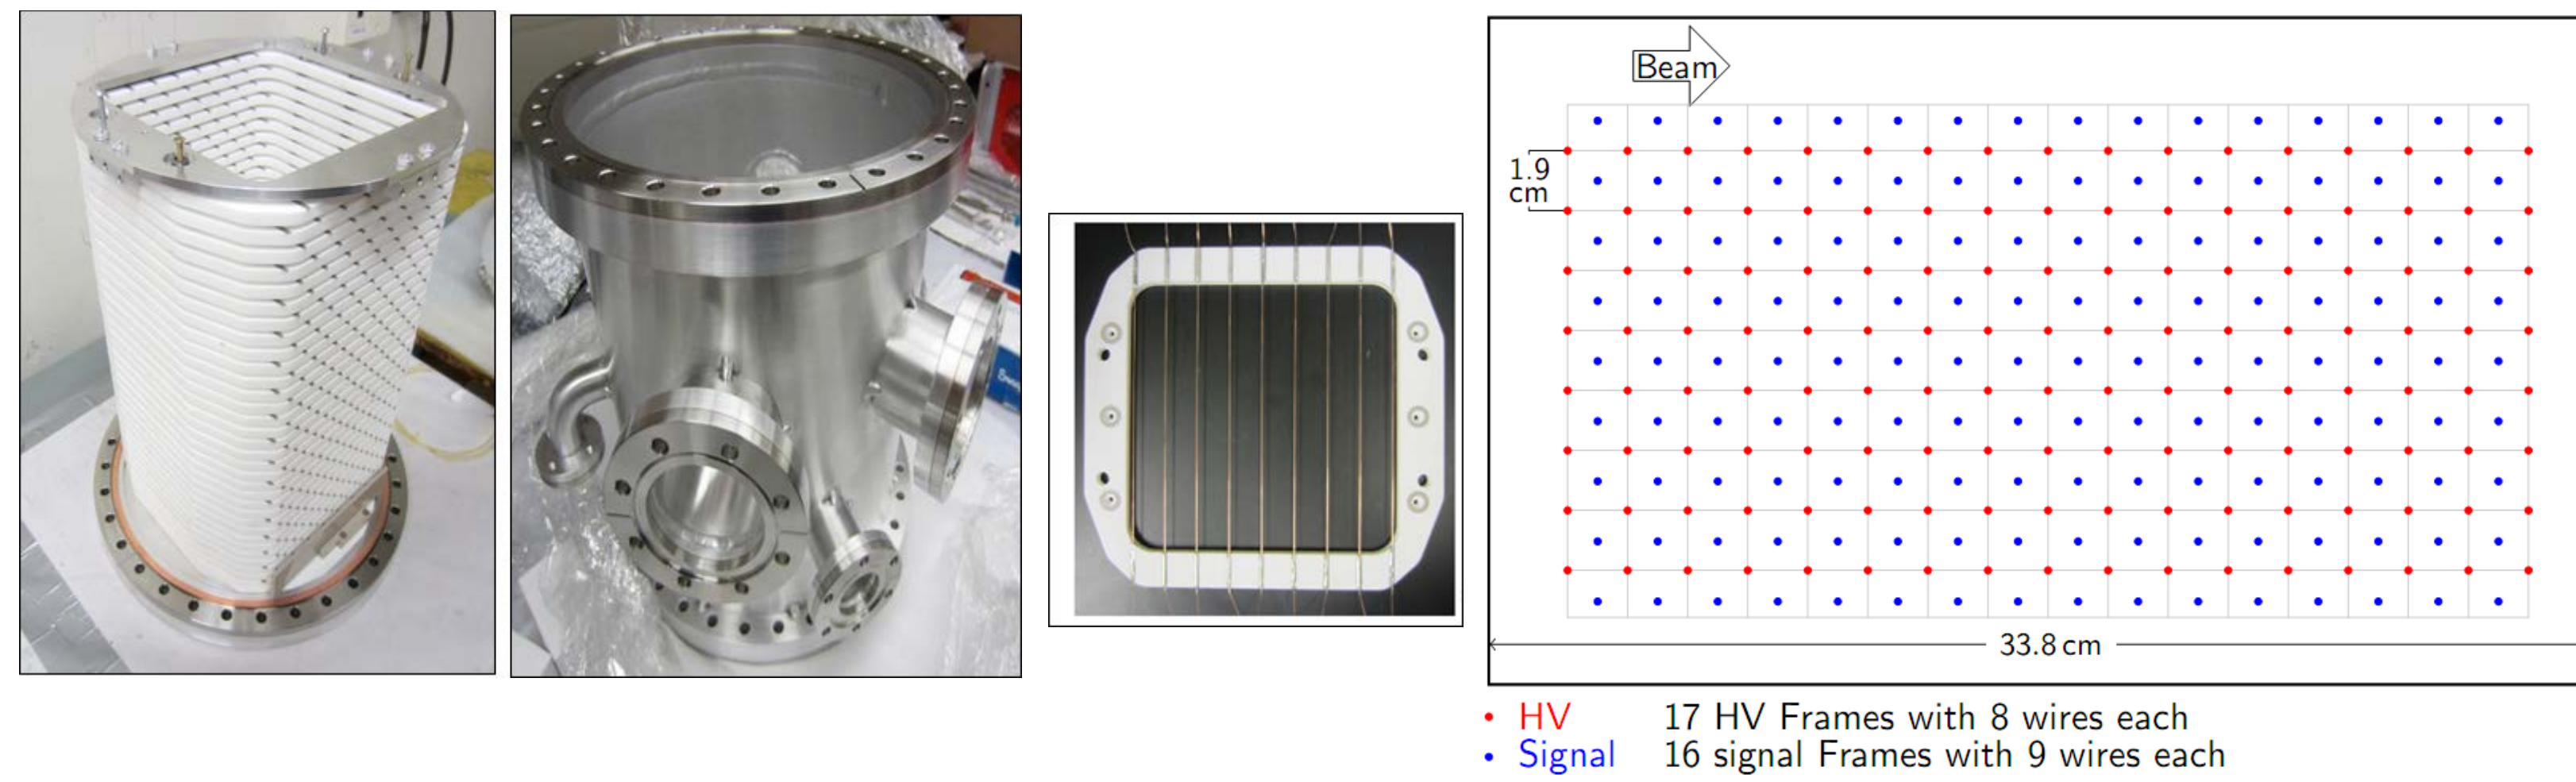 Beam
1.9
cm
33.8 cm
HV 17 HV Frames with 8 wires each
Signal 16 signal Frames with 9 wires each